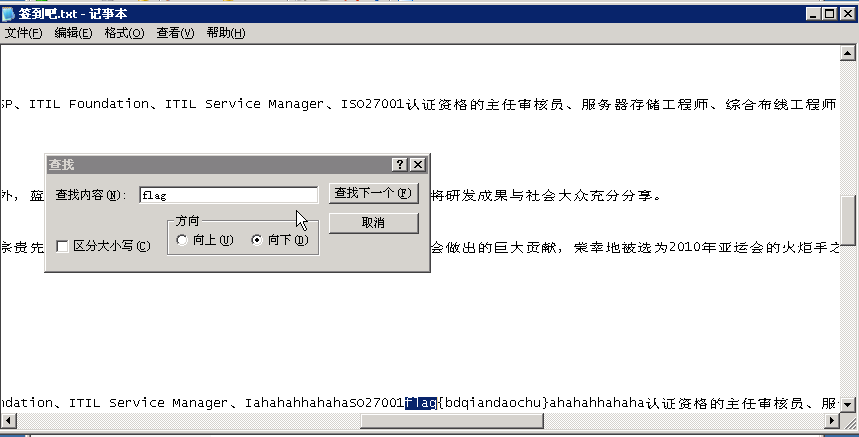 签到吧.txt - 记事本
文件(F) 编辑(E) 格式(O) 查看(V) 帮助(H)
SP、ITIL Foundation、ITIL Service Manager、ISO27001认证资格的主任审核员、服务器存储工程师、综合布线工程师
查找
外，蓝
查找内容(N)：
flag
查找下一个(F)
将研发成果与社会大众充分分享。
方向
取消
贵先
区分大小写(C)
向上(U)
向下(D)
会做出的巨大贡献，荣幸地被选为2010年亚运会的火炬手之
ndation、ITIL Service Manager、IahahahhahahaSO27001flag{bdqiandaochu}ahahahhahaha认证资格的主任审核员、服